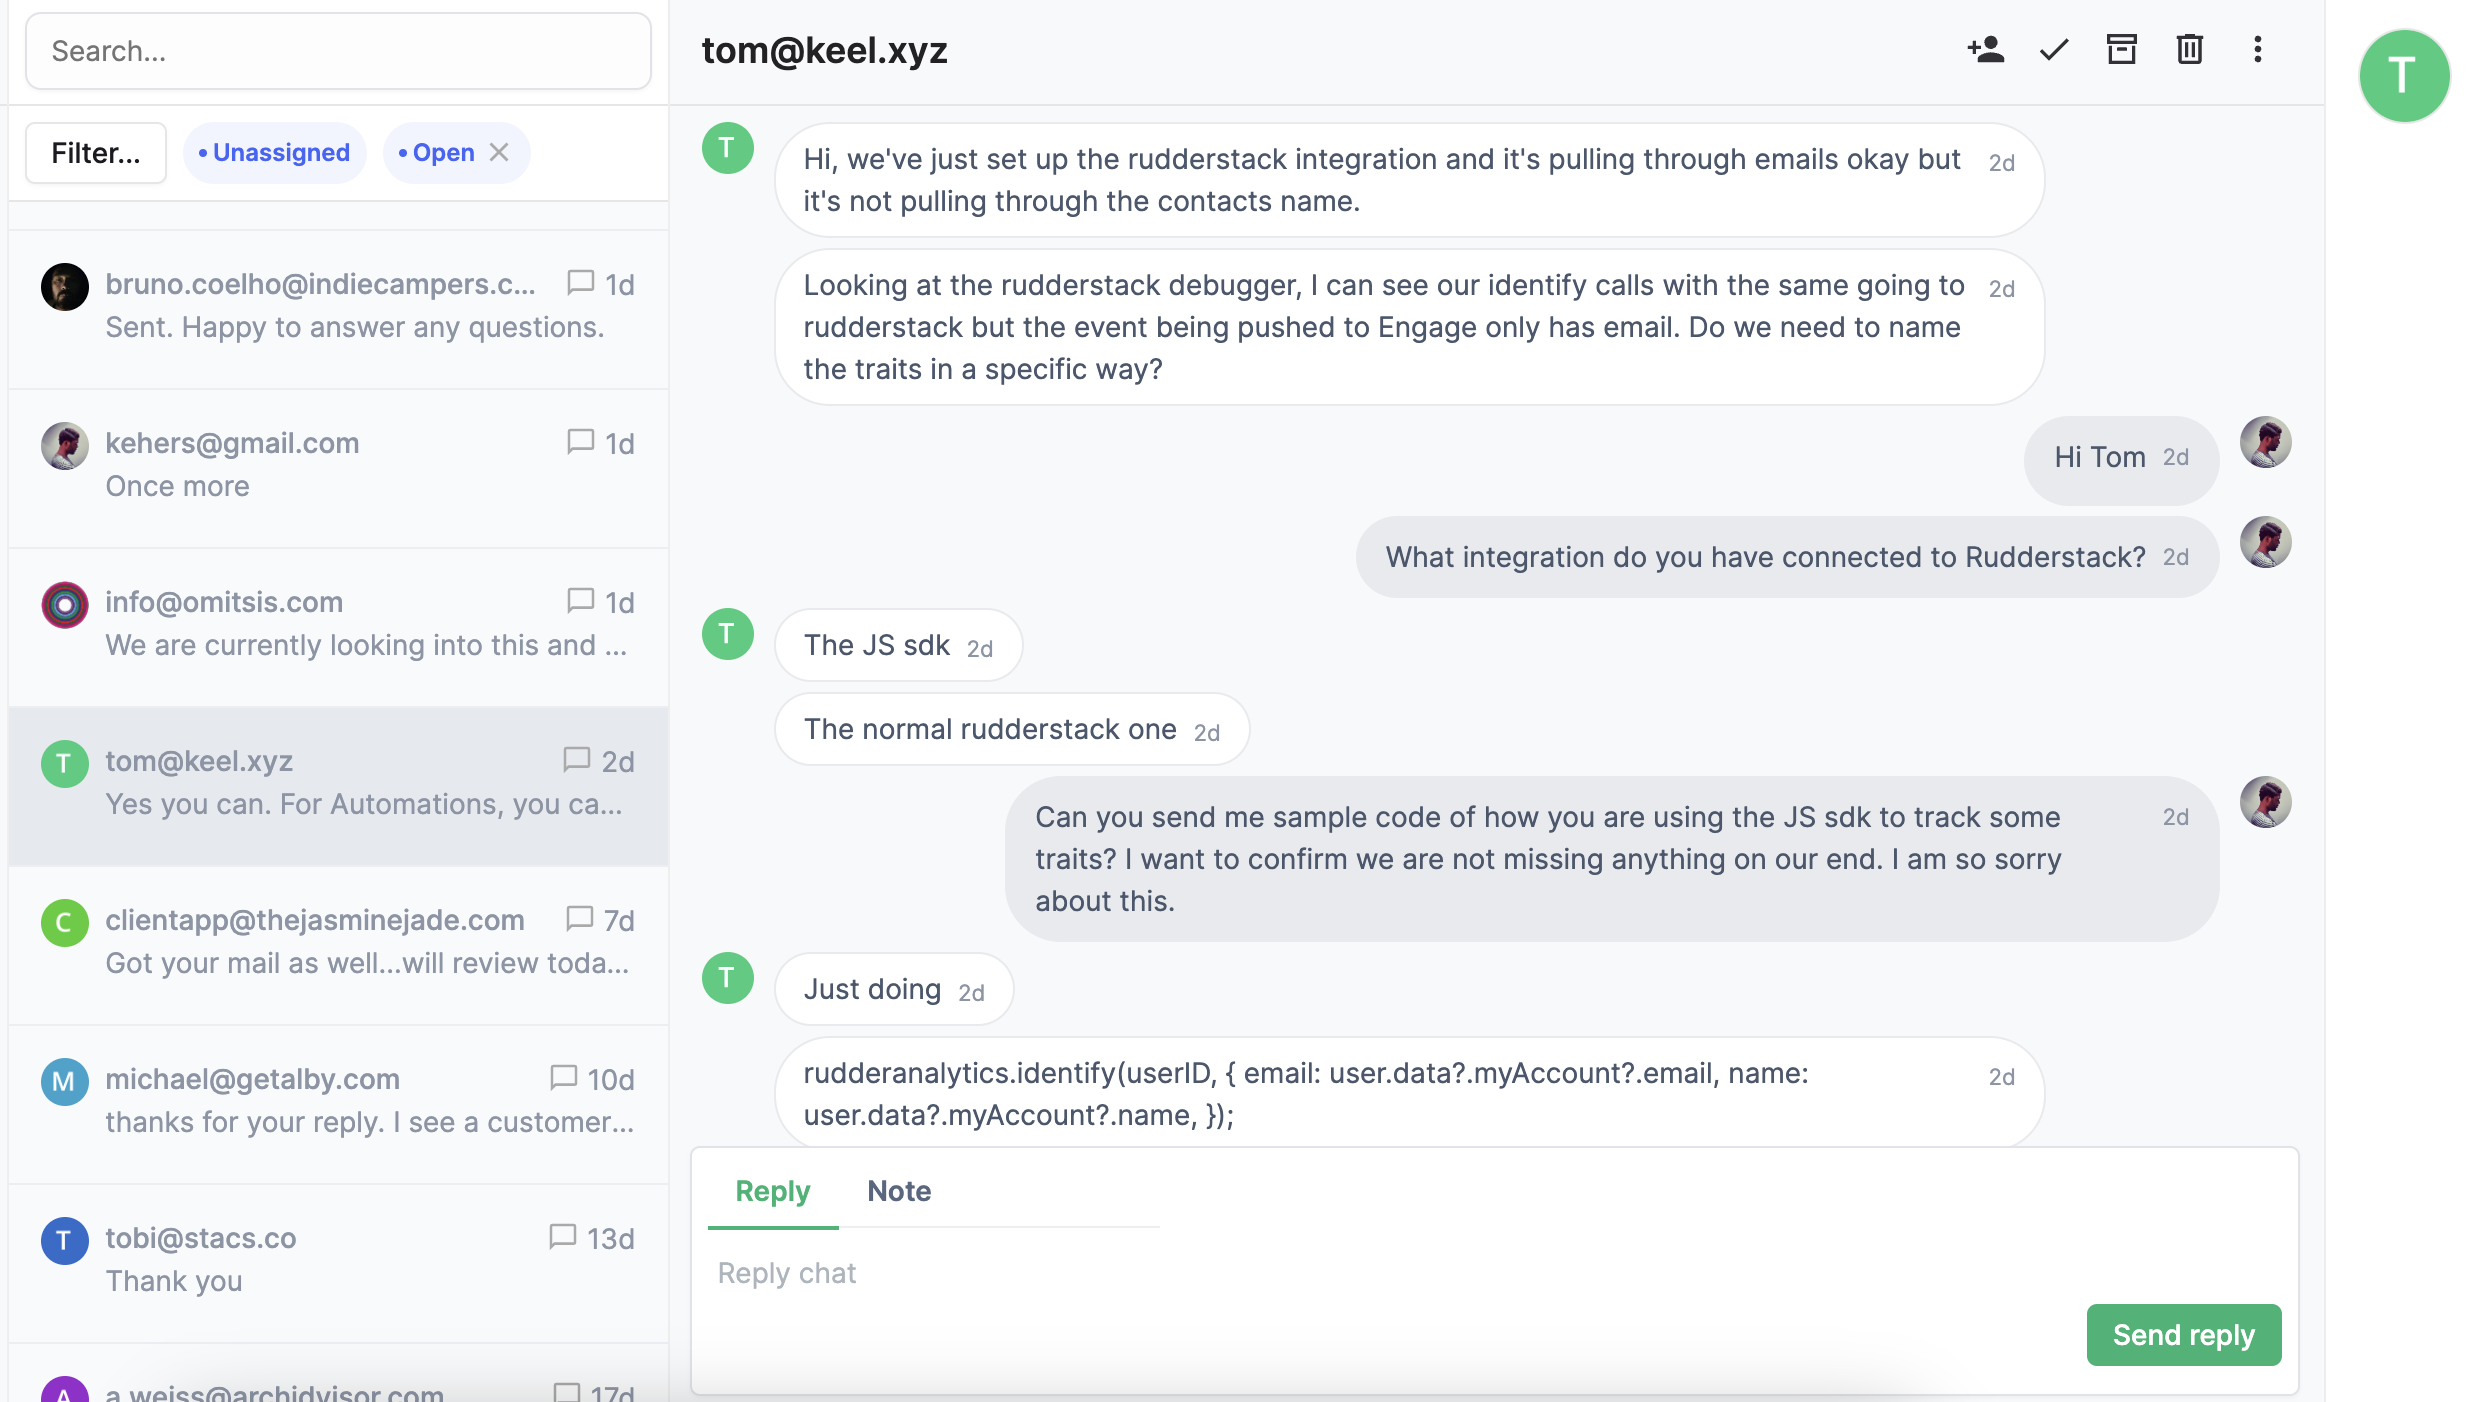 Search...
Filter...
• Unassigned
• Open
bruno.coelho@indiecampers.c...
1d
Sent. Happy to answer any questions.
kehers@gmail.com
1d
Once more
info@omitsis.com
1d
We are currently looking into this and ...
T
tom@keel.xyz
2d
Yes you can. For Automations, you ca...
C
clientapp@thejasminejade.com
7d
Got your mail as well...will review toda...
M
michael@getalby.com
10d
thanks for your reply. I see a customer...
T
tobi@stacs.co
13d
Thank you
A
a.weiss@archidvisor.com
17d
tom@keel.xyz
T
Hi, we've just set up the rudderstack integration and it's pulling through emails okay but
2d
it's not pulling through the contacts name.
Looking at the rudderstack debugger, I can see our identify calls with the same going to
2d
rudderstack but the event being pushed to Engage only has email. Do we need to name
the traits in a specific way?
Hi Tom 2d
What integration do you have connected to Rudderstack? 2d
T
The JS sdk 2d
The normal rudderstack one 2d
Can you send me sample code of how you are using the JS sdk to track some
2d
traits? I want to confirm we are not missing anything on our end. I am so sorry
about this.
T
Just doing 2d
rudderanalytics.identify(userID, { email: user.data?.myAccount?.email, name:
2d
user.data?.myAccount?.name, });
Reply
Note
Reply chat
Send reply
T